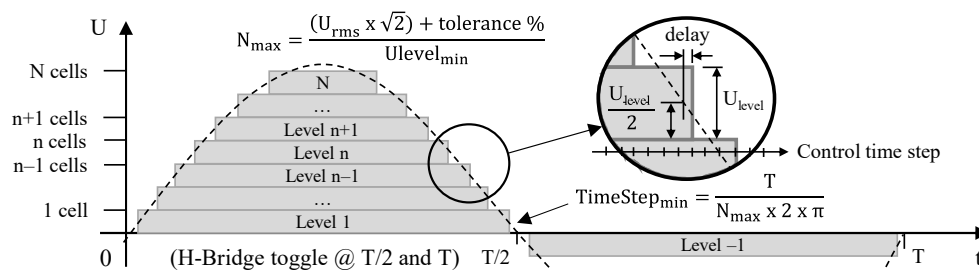 U
N_max = (U_rms x √2) + tolerance % / Ulevel_min
delay
N cells
N
...
n+1 cells
Level n+1
n cells
Level n
n−1 cells
Level n−1
...
1 cell
Level 1
U_level / 2
U_level
Control time step
TimeStep_min = T / N_max x 2 x π
0
(H-Bridge toggle @ T/2 and T)
T/2
Level −1
T